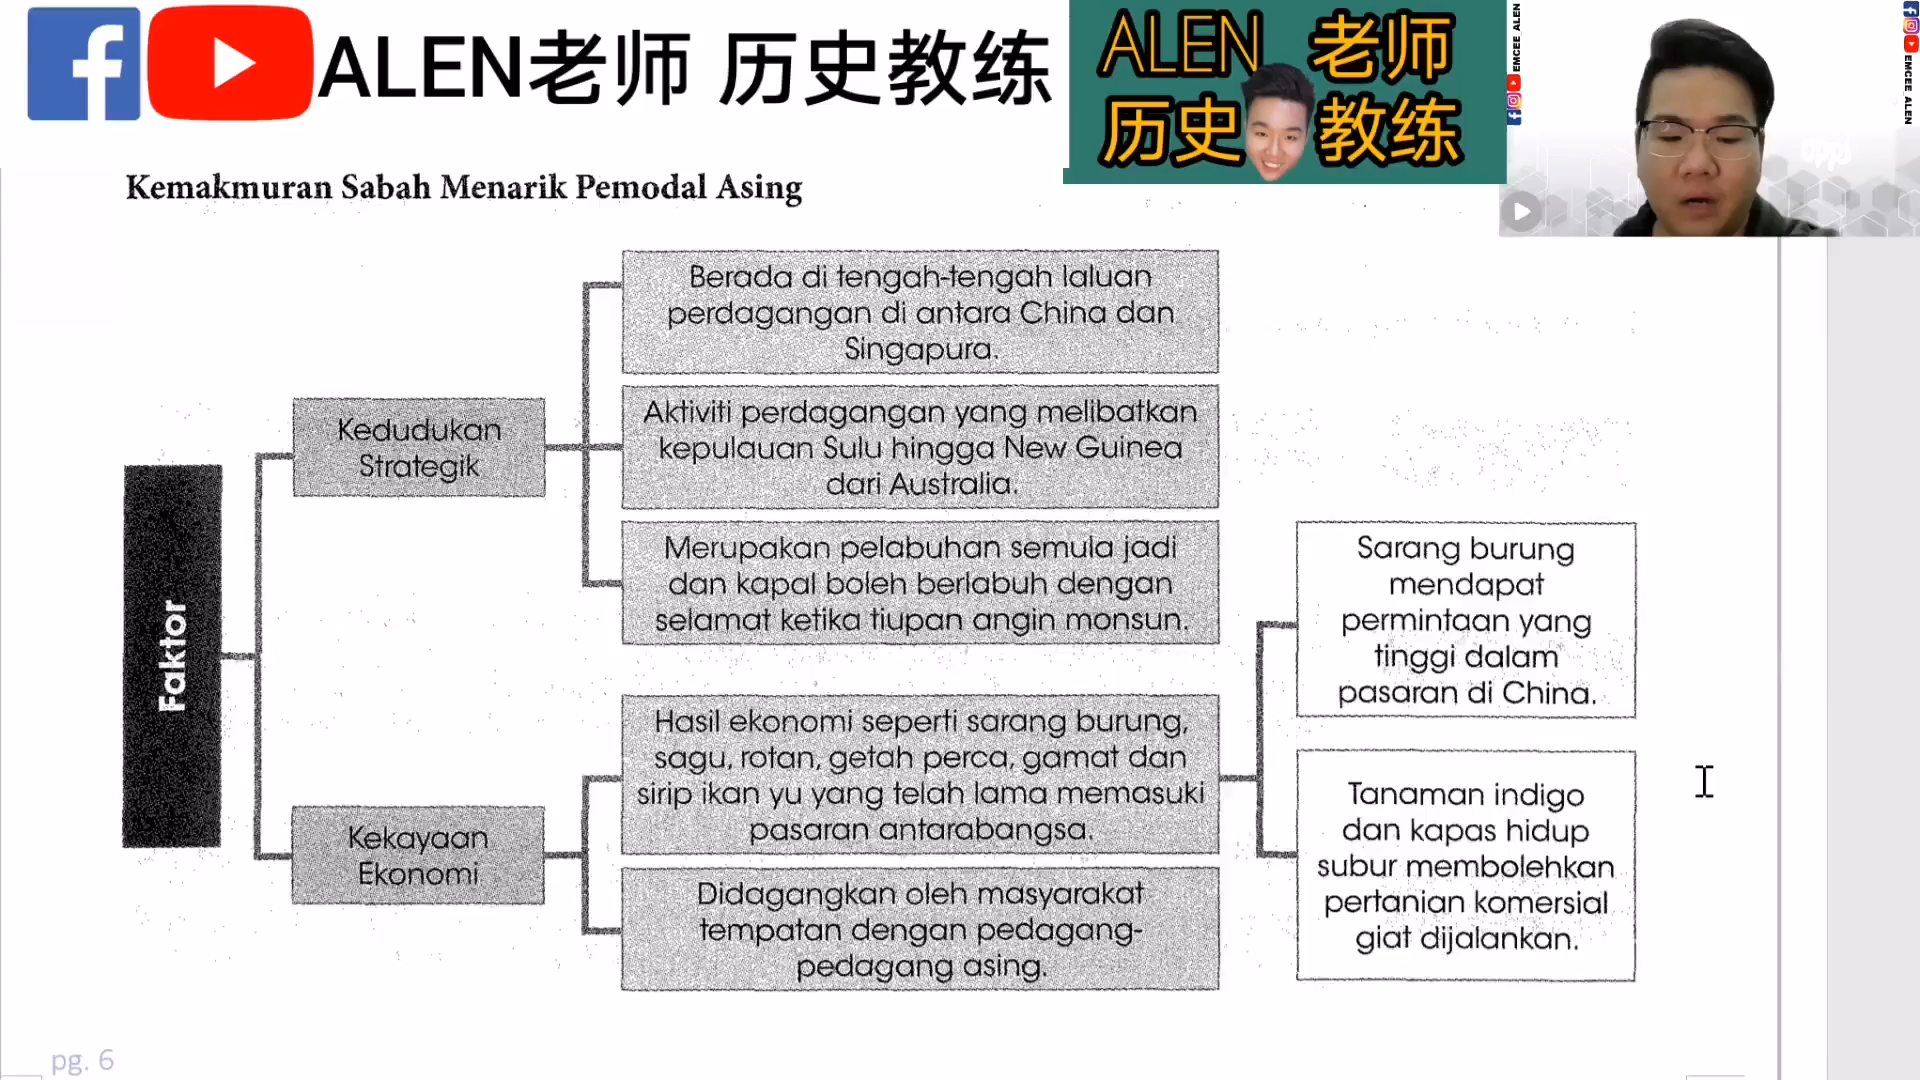 ALEN老师 历史教练
ALEN 老师
历史 教练
EMCEE ALEN
EMCEE ALEN
Kemakmuran Sabah Menarik Pemodal Asing
Faktor
Kedudukan
Strategik
Berada di tengah-tengah laluan
perdagangan di antara China dan
Singapura.
Aktiviti perdagangan yang melibatkan
kepulauan Sulu hingga New Guinea
dari Australia.
Merupakan pelabuhan semula jadi
dan kapal boleh berlabuh dengan
selamat ketika tiupan angin monsun.
Kekayaan
Ekonomi
Hasil ekonomi seperti sarang burung,
sagu, rotan, getah perca, gamat dan
sirip ikan yu yang telah lama memasuki
pasaran antarabangsa.
Didagangkan oleh masyarakat
tempatan dengan pedagang-
pedagang asing.
Sarang burung
mendapat
permintaan yang
tinggi dalam
pasaran di China.
Tanaman indigo
dan kapas hidup
subur membolehkan
pertanian komersial
giat dijalankan.
pg. 6